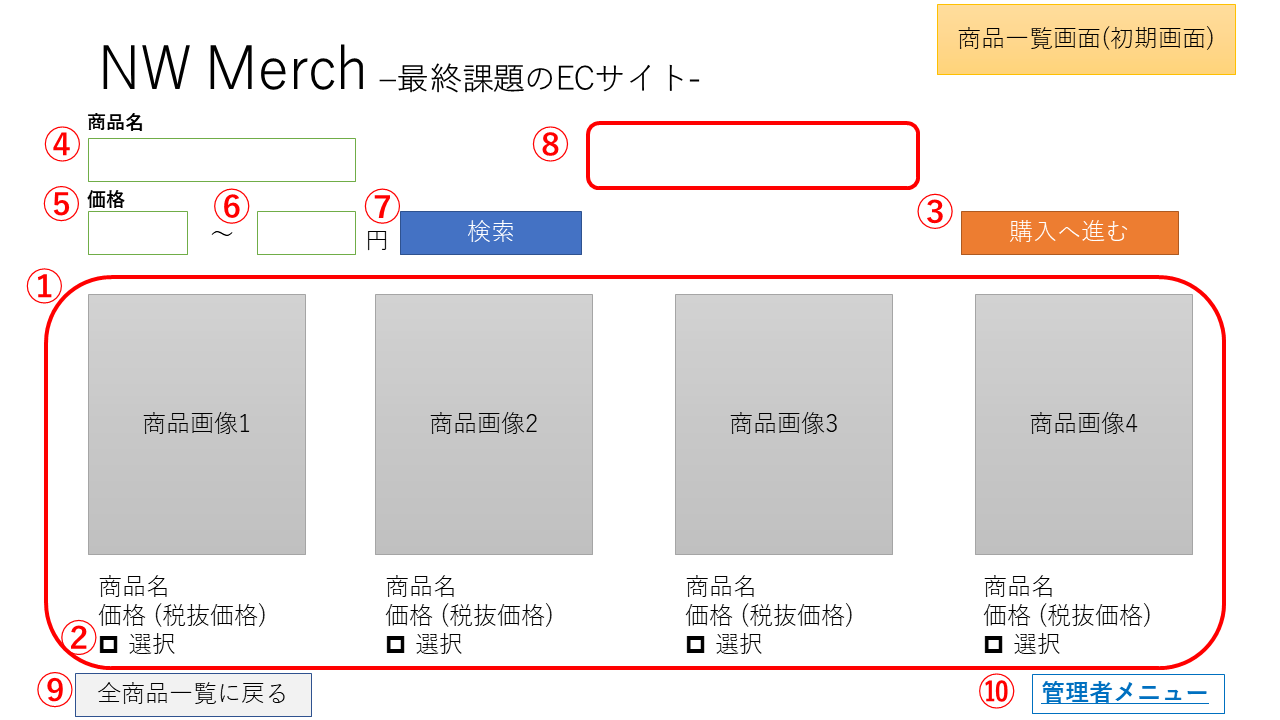 商品一覧画面(初期画面)
NW Merch –最終課題のECサイト-
商品名
④
⑧
価格
⑤
⑥
～
⑦
円
検索
③
購入へ進む
①
商品画像1
商品画像2
商品画像3
商品画像4
商品名
価格 (税抜価格)
② 選択
商品名
価格 (税抜価格)
選択
商品名
価格 (税抜価格)
選択
商品名
価格 (税抜価格)
選択
⑨
全商品一覧に戻る
⑩
管理者メニュー